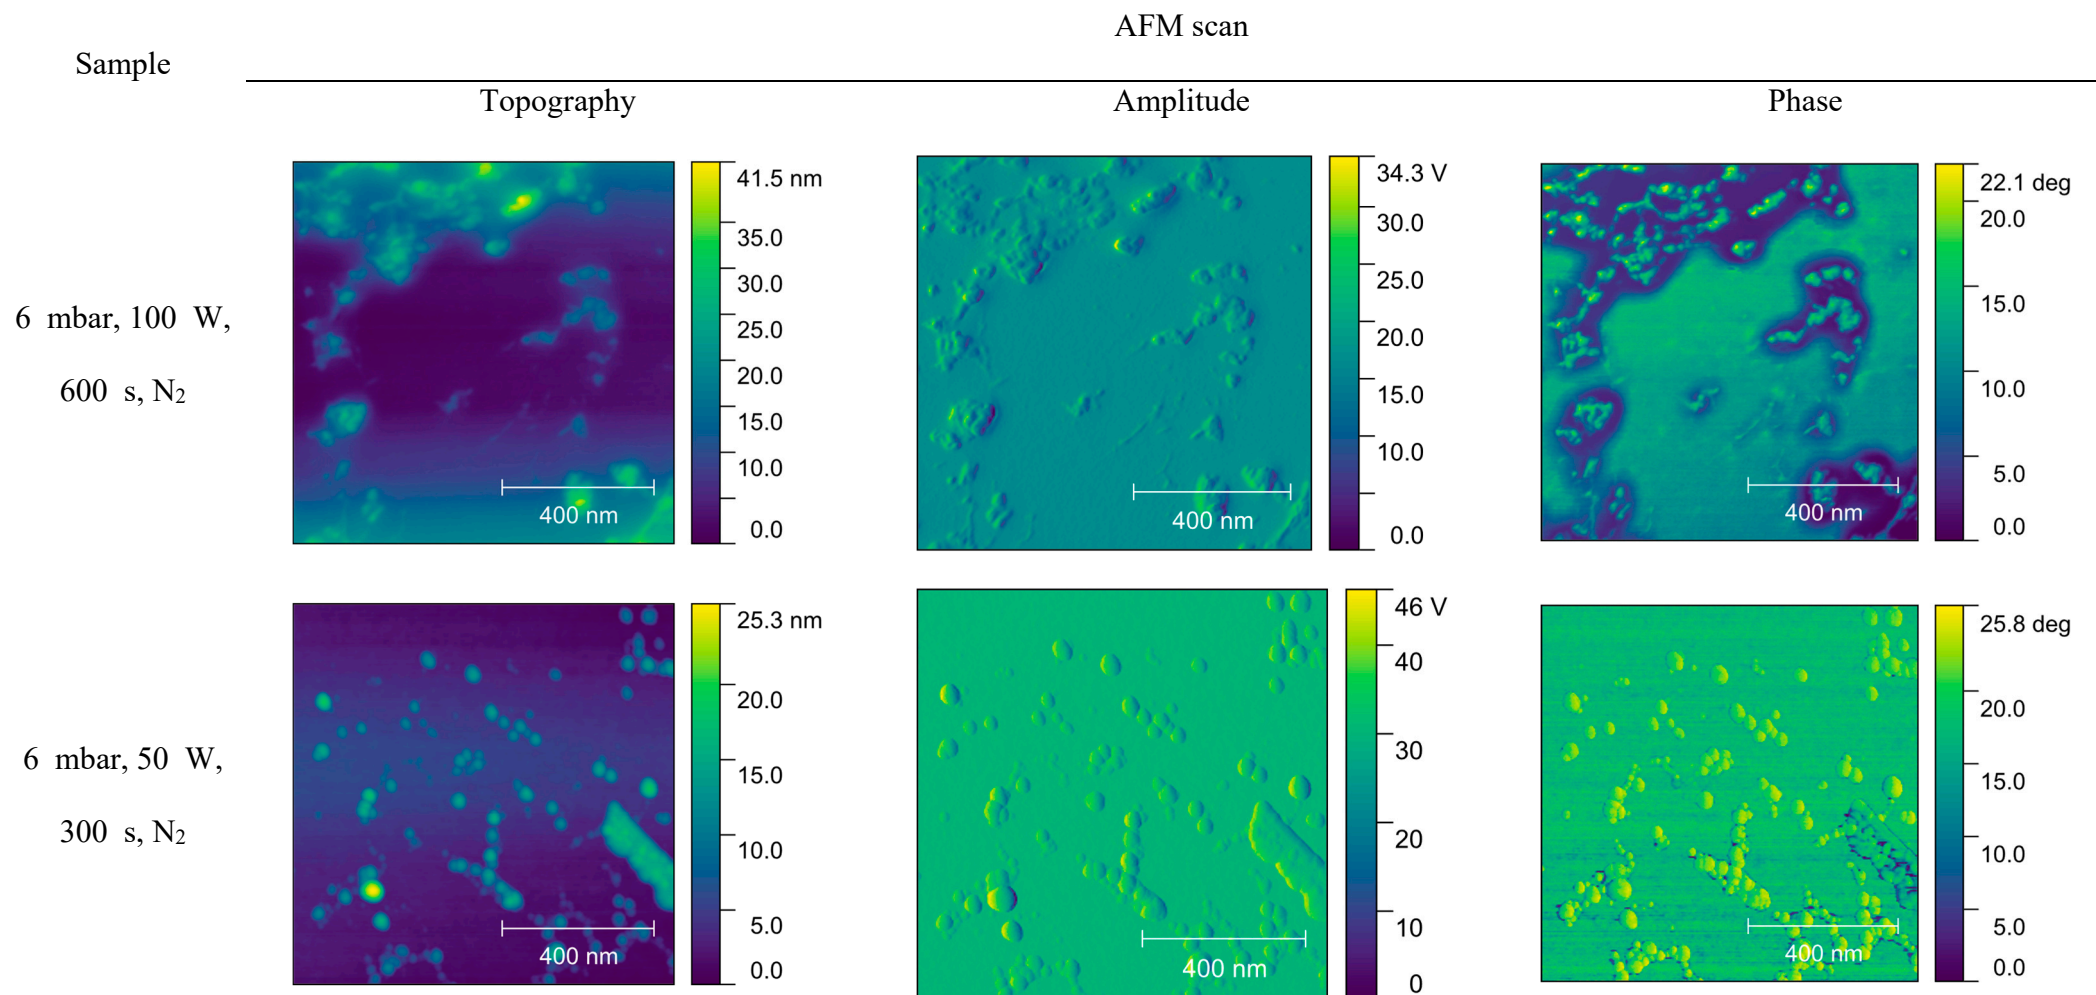 AFM scan
Sample
Topography Amplitude Phase
6 mbar, 100 W,
600 s, N₂
41.5 nm
35.0
30.0
25.0
20.0
15.0
10.0
0.0
400 nm
34.3 V
30.0
25.0
20.0
15.0
10.0
0.0
400 nm
22.1 deg
20.0
15.0
10.0
5.0
0.0
400 nm
6 mbar, 50 W,
300 s, N₂
25.3 nm
20.0
15.0
10.0
5.0
0.0
400 nm
46 V
40
30
20
10
0
400 nm
25.8 deg
20.0
15.0
10.0
5.0
0.0
400 nm